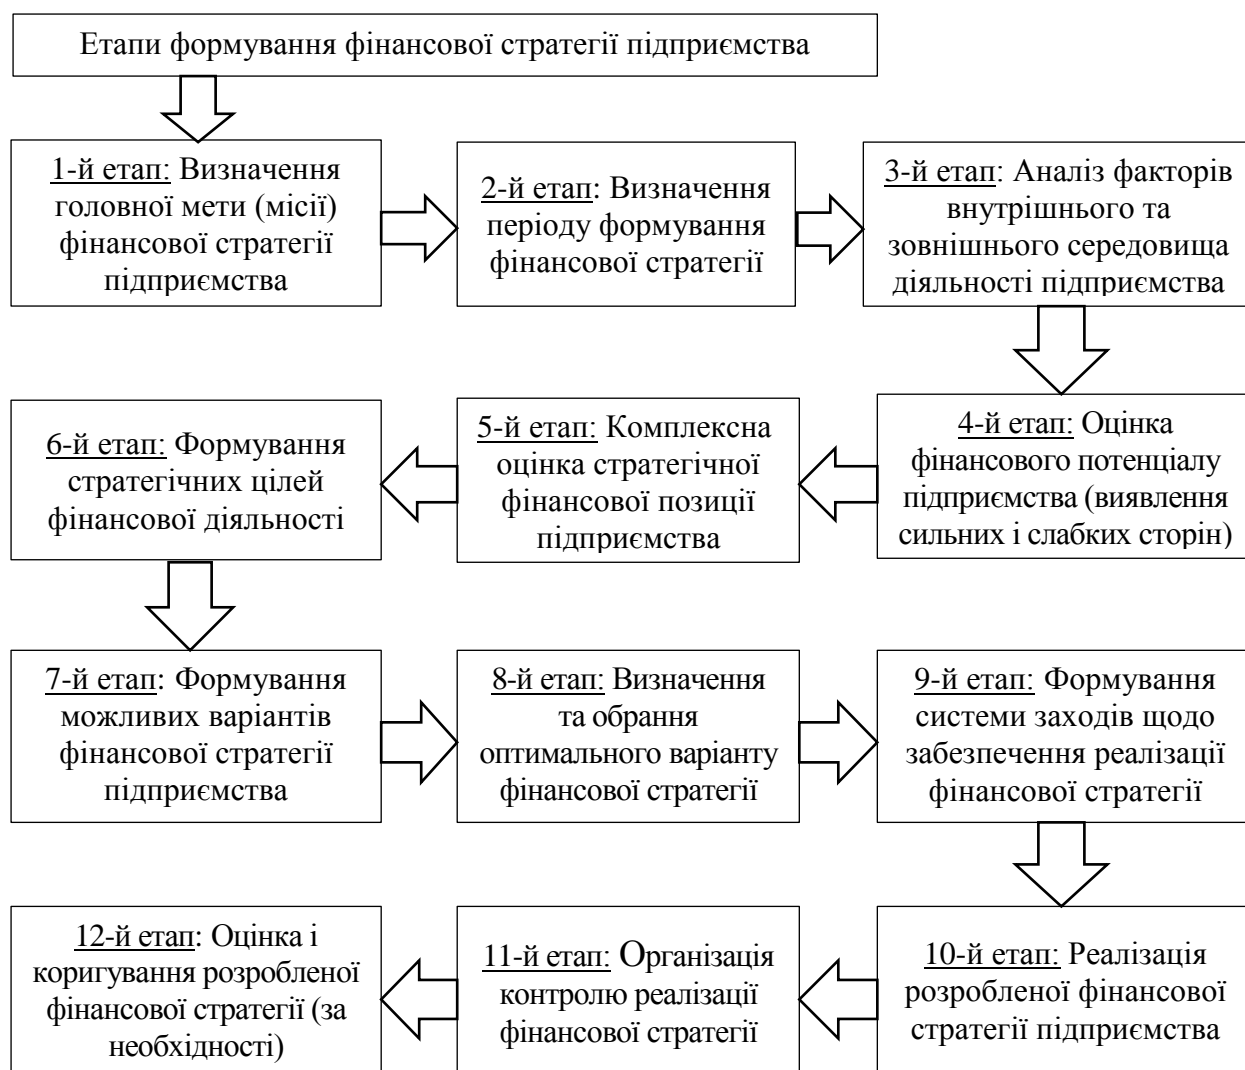 Етапи формування фінансової стратегії підприємства
1-й етап: Визначення
головної мети (місії)
фінансової стратегії
підприємства
2-й етап: Визначення
періоду формування
фінансової стратегії
3-й етап: Аналіз факторів
внутрішнього та
зовнішнього середовища
діяльності підприємства
4-й етап: Оцінка
фінансового потенціалу
підприємства (виявлення
сильних і слабких сторін)
5-й етап: Комплексна
оцінка стратегічної
фінансової позиції
підприємства
6-й етап: Формування
стратегічних цілей
фінансової діяльності
7-й етап: Формування
можливих варіантів
фінансової стратегії
підприємства
8-й етап: Визначення
та обрання
оптимального варіанту
фінансової стратегії
9-й етап: Формування
системи заходів щодо
забезпечення реалізації
фінансової стратегії
10-й етап: Реалізація
розробленої фінансової
стратегії підприємства
11-й етап: Організація
контролю реалізації
фінансової стратегії
12-й етап: Оцінка і
коригування розробленої
фінансової стратегії (за
необхідності)